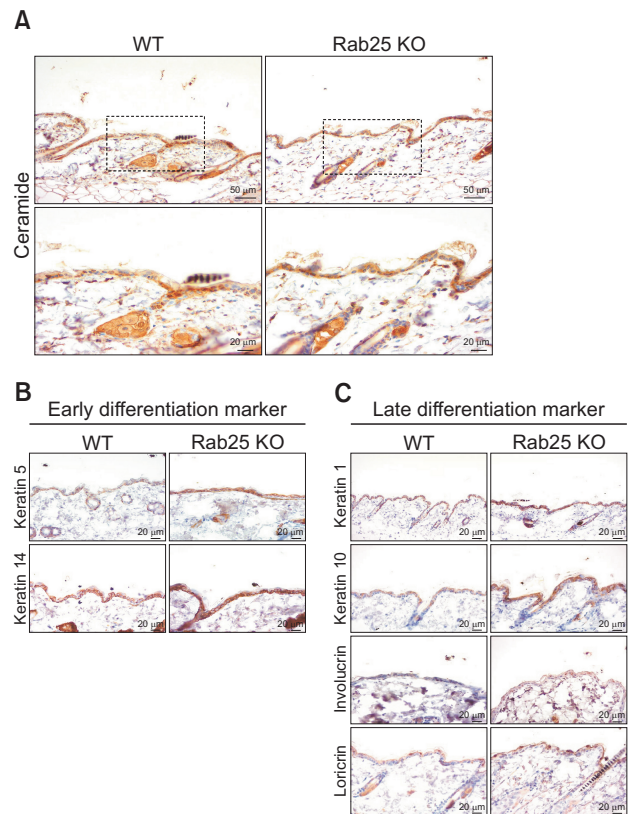 A
WT Rab25 KO
Ceramide
50 μm 50 μm
20 μm 20 μm
B
Early differentiation marker
WT Rab25 KO
Keratin 5
20 μm 20 μm
Keratin 14
20 μm 20 μm
C
Late differentiation marker
WT Rab25 KO
Keratin 1
20 μm 20 μm
Keratin 10
20 μm 20 μm
Involucrin
20 μm 20 μm
Loricrin
20 μm 20 μm